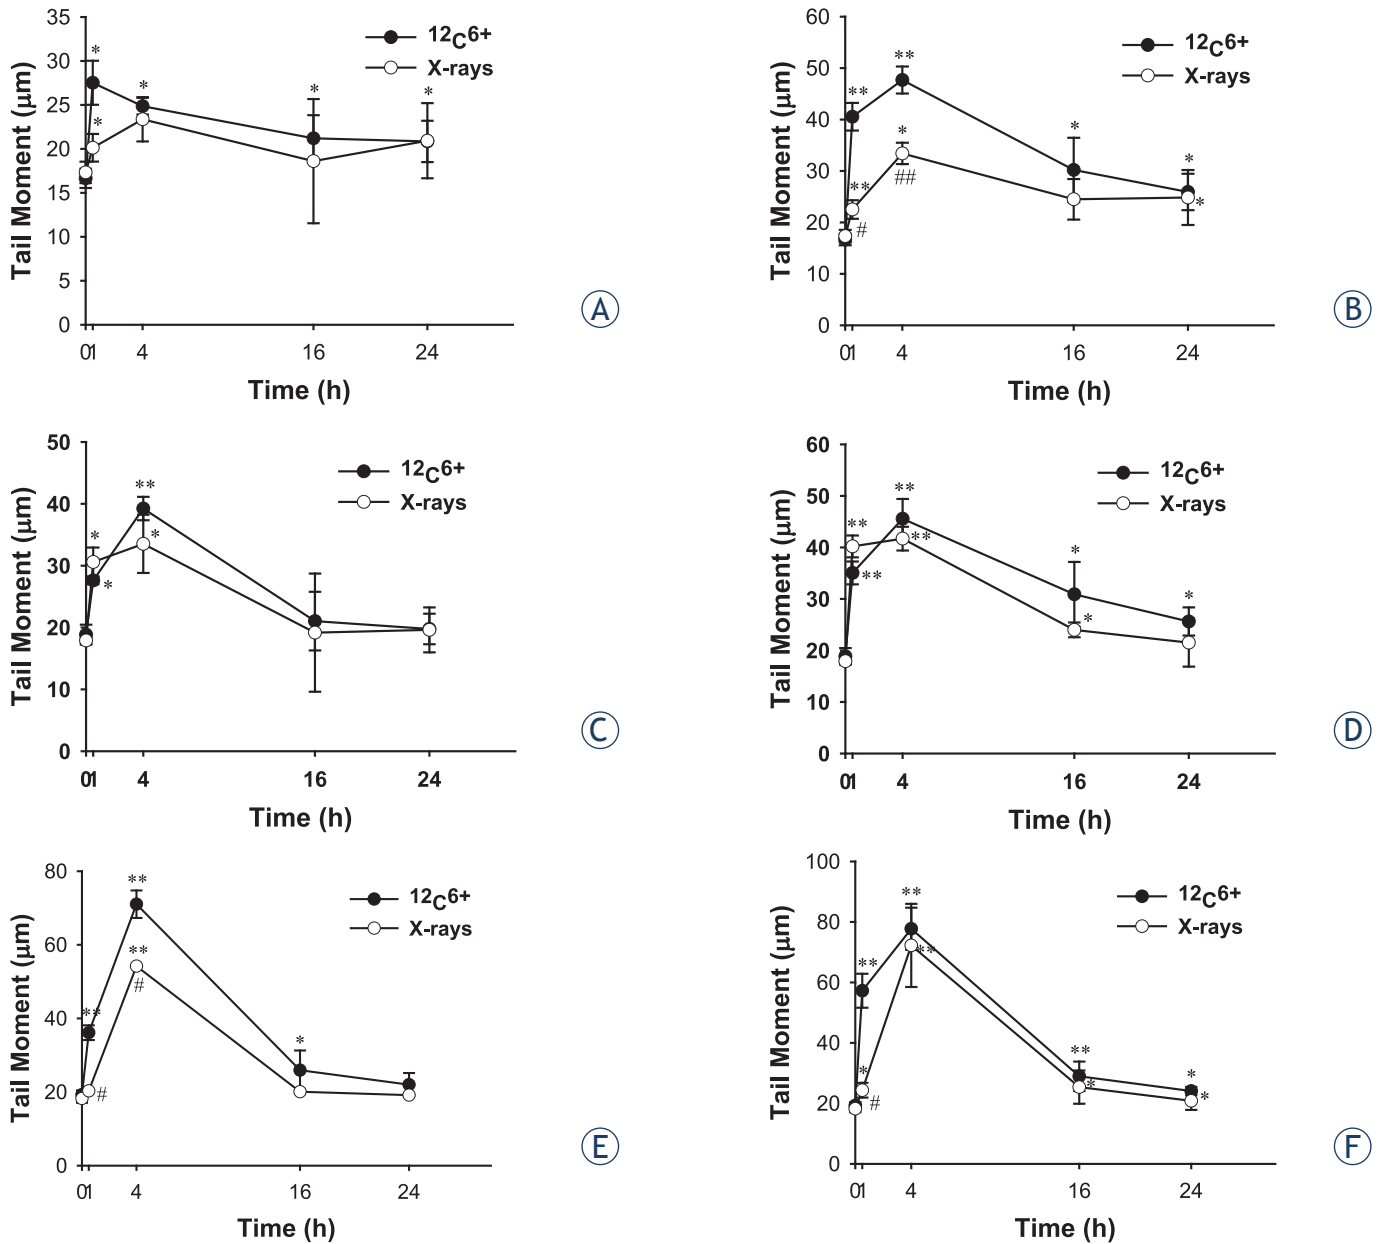 35
30
25
20
15
10
5
0
Tail Moment (μm)
12C6+
X-rays
*
*
*
*
*
0 1 4 16 24
Time (h)
A
60
50
40
30
20
10
0
Tail Moment (μm)
12C6+
X-rays
**
**
*
**
##
#
*
*
*
0 1 4 16 24
Time (h)
B
50
40
30
20
10
0
Tail Moment (μm)
12C6+
X-rays
**
*
*
*
0 1 4 16 24
Time (h)
C
60
50
40
30
20
10
0
Tail Moment (μm)
12C6+
X-rays
**
**
**
**
*
*
*
0 1 4 16 24
Time (h)
D
80
60
40
20
0
Tail Moment (μm)
12C6+
X-rays
**
**
#
**
#
*
0 1 4 16 24
Time (h)
E
100
80
60
40
20
0
Tail Moment (μm)
12C6+
X-rays
**
**
**
*
#
**
*
*
*
0 1 4 16 24
Time (h)
F